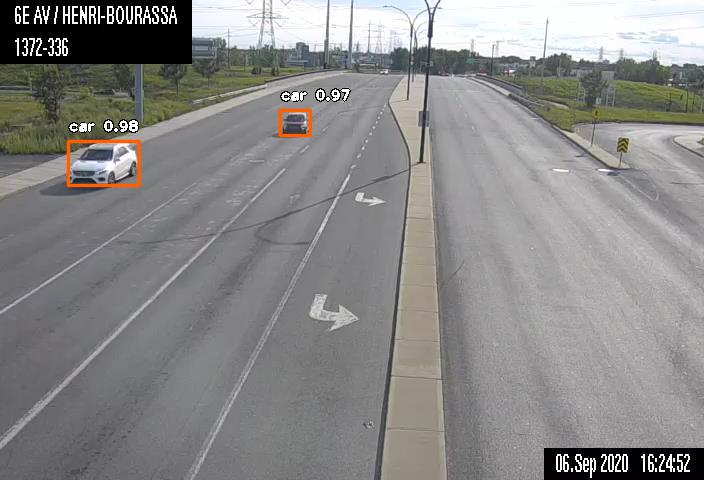 6E AV / HENRI-BOURASSA
1372-336
car 0.97
car 0.98
06.Sep 2020 16:24:52